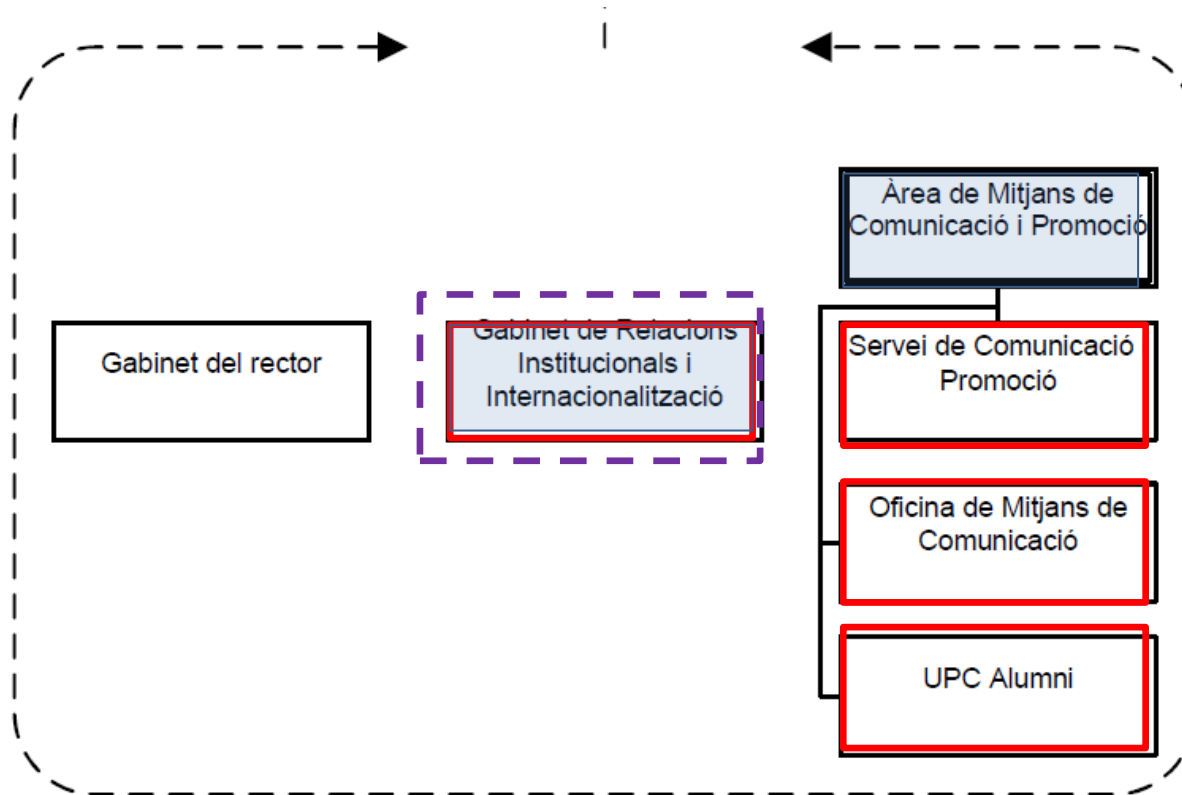 Àrea de Mitjans de
Comunicació i Promoció
Gabinet del rector
Gabinet de Relacions
Institucionals i
Internacionalització
Servei de Comunicació
Promoció
Oficina de Mitjans de
Comunicació
UPC Alumni